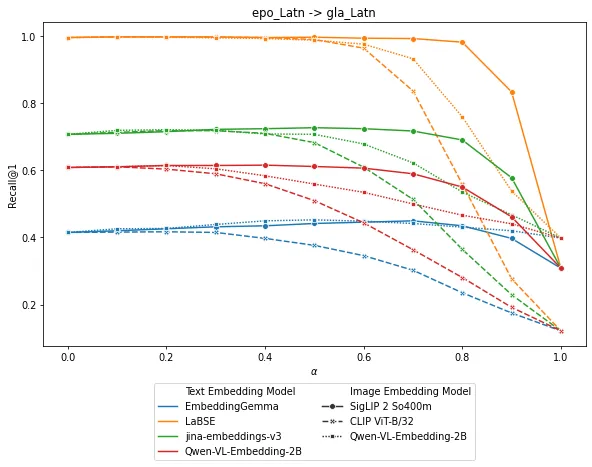 epo_Latn -> gla_Latn
Recall@1
1.0
0.8
0.6
0.4
0.2
0.0 0.2 0.4 0.6 0.8 1.0
α
Text Embedding Model
EmbeddingGemma
LaBSE
jina-embeddings-v3
Qwen-VL-Embedding-2B
Image Embedding Model
SigLIP 2 So400m
CLIP ViT-B/32
Qwen-VL-Embedding-2B